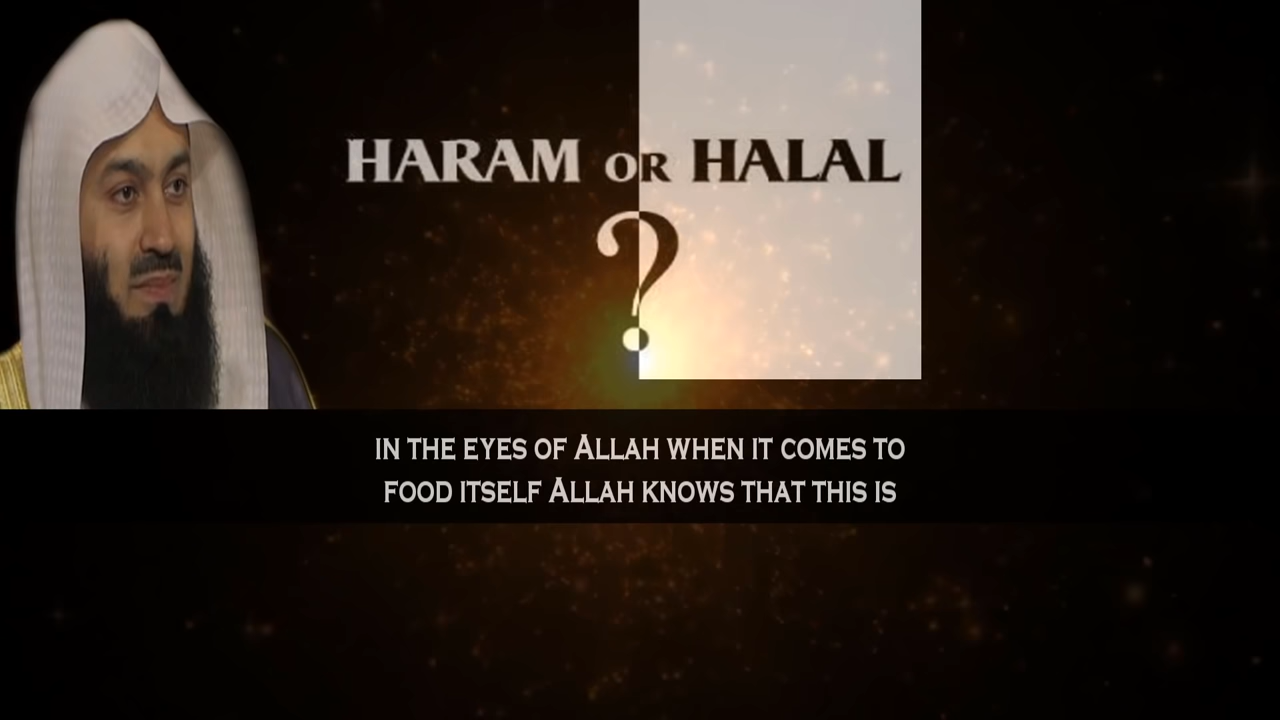 HARAM OR HALAL
?
IN THE EYES OF ALLAH WHEN IT COMES TO
FOOD ITSELF ALLAH KNOWS THAT THIS IS